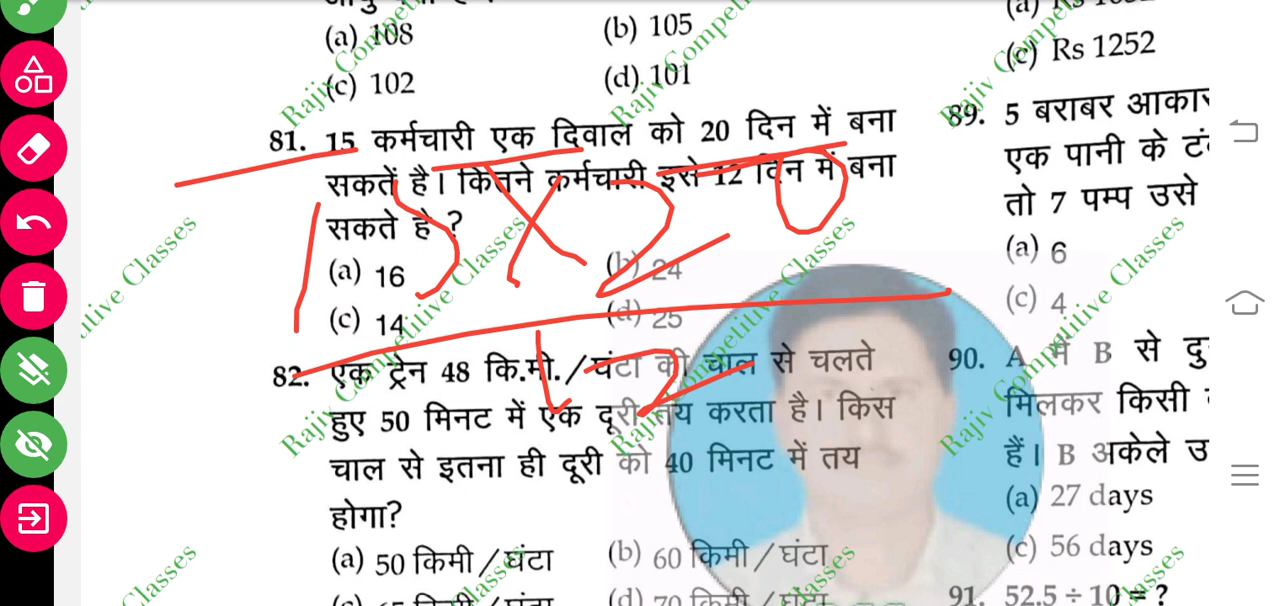 (a) 108
(b) 105
(c) 102
(d) 101
81. 15 कर्मचारी एक दिवाल को 20 दिन में बना
सकतें है। कितने कर्मचारी इसे 12 दिन में बना
सकते है ?
(a) 16
(b) 24
(c) 14
(d) 25
15 X 20
12
82. एक ट्रेन 48 कि.मी./घंटा की चाल से चलते
हुए 50 मिनट में एक दूरी तय करता है। किस
चाल से इतना ही दूरी को 40 मिनट में तय
होगा?
(a) 50 किमी/घंटा
(b) 60 किमी/घंटा
(d) 70
(c) Rs 1252
89. 5 बराबर
एक पानी के
तो 7 पम्प उसे
(a) 6
(c) 4
90. A में B से
मिलकर किसी
हैं। B अकेले
(a) 27 days
(c) 56 days
91. 52.5 ÷ 10 = ?
Rajiv Competitive Classes